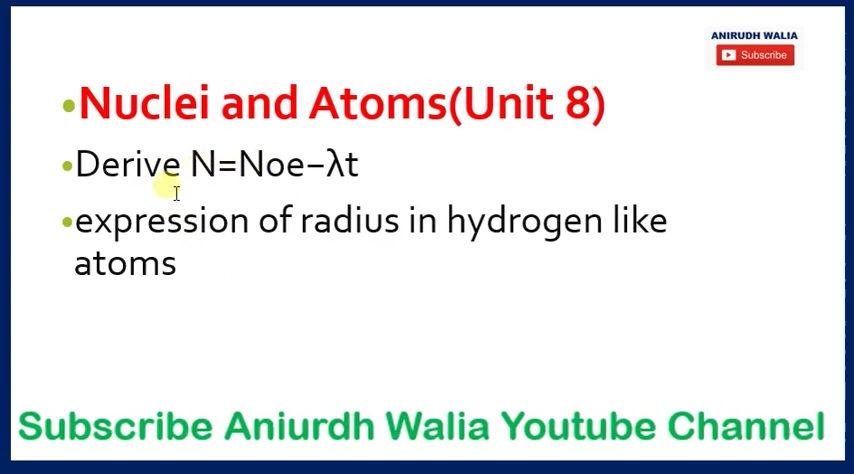 ANIRUDH WALIA
Subscribe
•Nuclei and Atoms(Unit 8)
•Derive N=Noe−λt
•expression of radius in hydrogen like
atoms
Subscribe Aniurdh Walia Youtube Channel